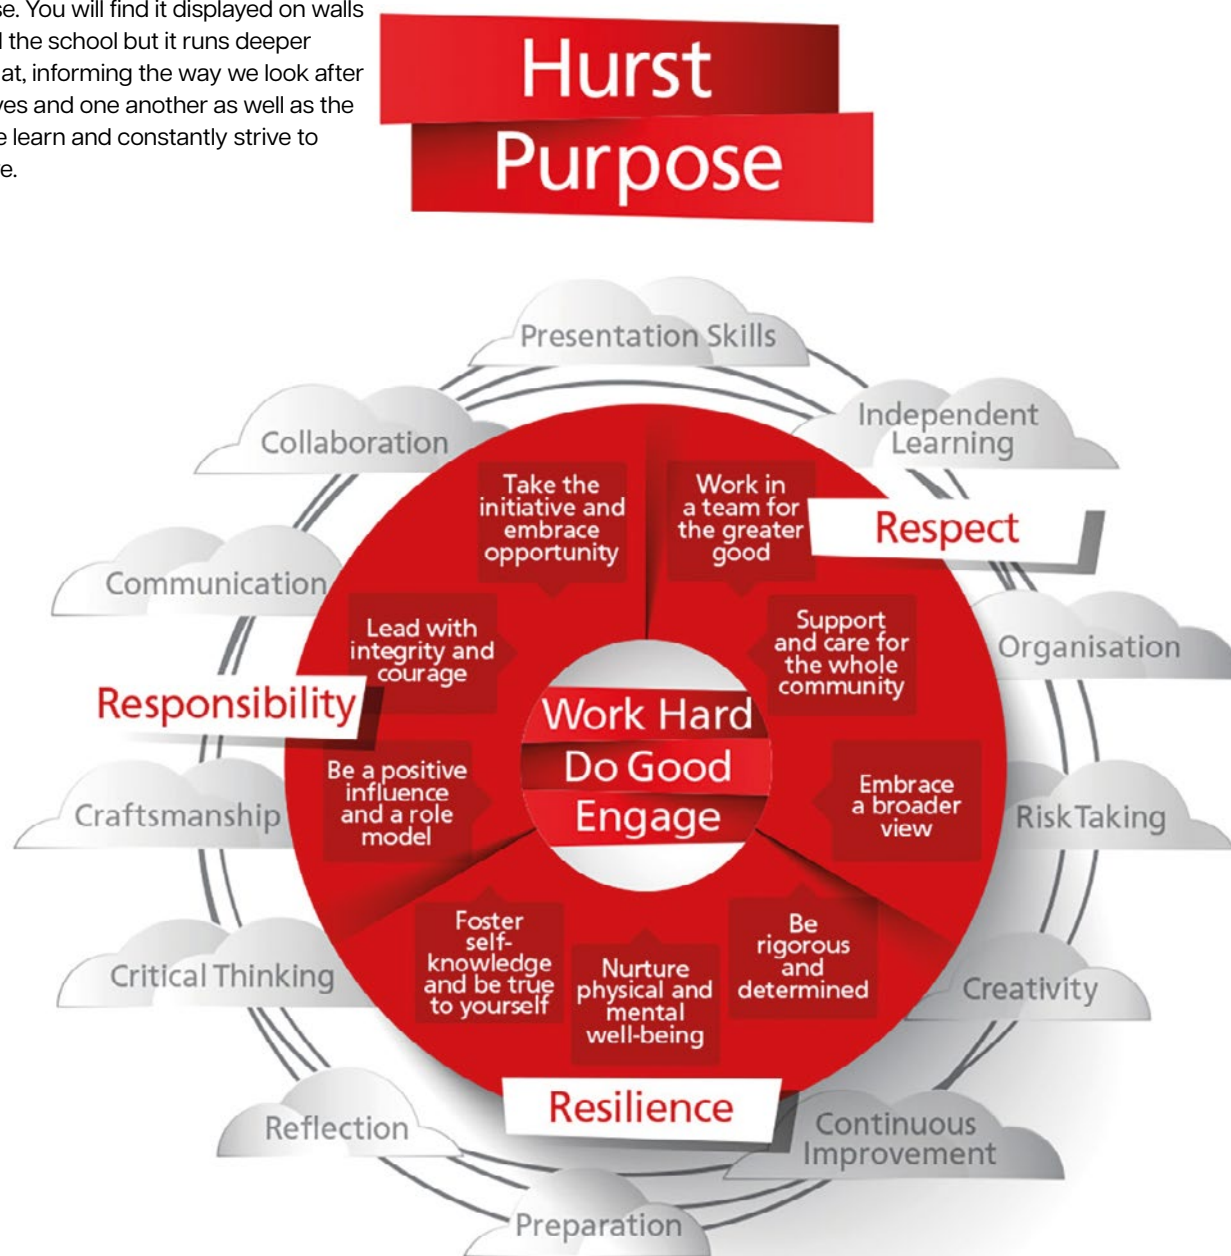 You will find it displayed on walls
the school but it runs deeper
informing the way we look after
and one another as well as the
learn and constantly strive to
Hurst
Purpose
Presentation Skills
Independent
Learning
Organisation
Risk Taking
Creativity
Continuous
Improvement
Preparation
Reflection
Critical Thinking
Craftsmanship
Communication
Collaboration
Respect
Work in
a team for
the greater
good
Support
and care for
the whole
community
Embrace
a broader
view
Resilience
Be
rigorous
and
determined
Nurture
physical and
mental
well-being
Foster
self-
knowledge
and be true
to yourself
Responsibility
Be a positive
influence
and a role
model
Lead with
integrity and
courage
Take the
initiative and
embrace
opportunity
Work Hard
Do Good
Engage